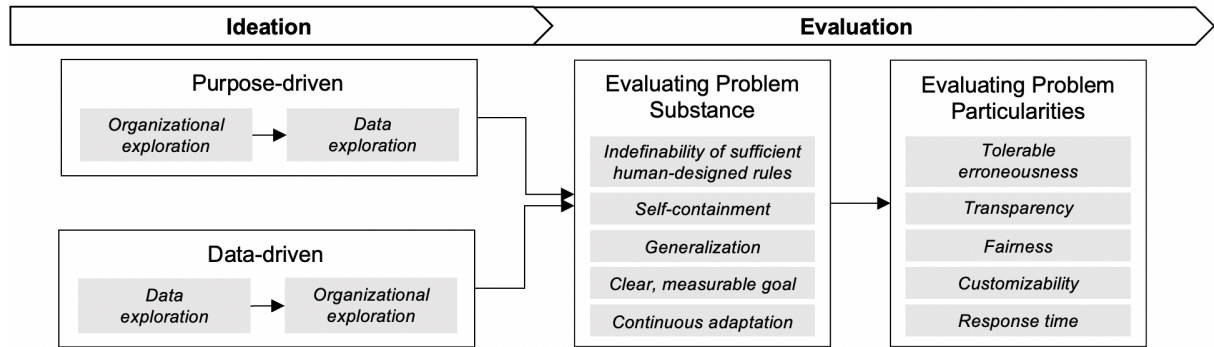 Ideation
Evaluation
Purpose-driven
Organizational
exploration
Data
exploration
Data-driven
Data
exploration
Organizational
exploration
Evaluating Problem
Substance
Indefinability of sufficient
human-designed rules
Self-containment
Generalization
Clear, measurable goal
Continuous adaptation
Evaluating Problem
Particularities
Tolerable
erroneousness
Transparency
Fairness
Customizability
Response time